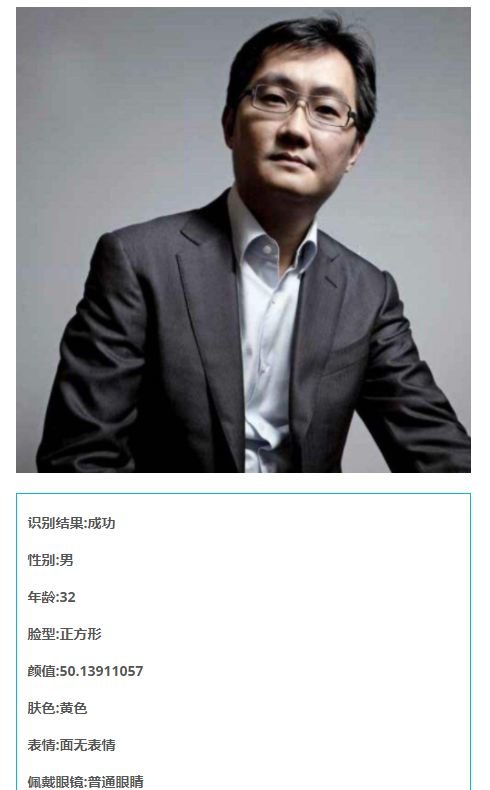 识别结果:成功
性别:男
年龄:32
脸型:正方形
颜值:50.13911057
肤色:黄色
表情:面无表情
佩戴眼镜:普通眼睛